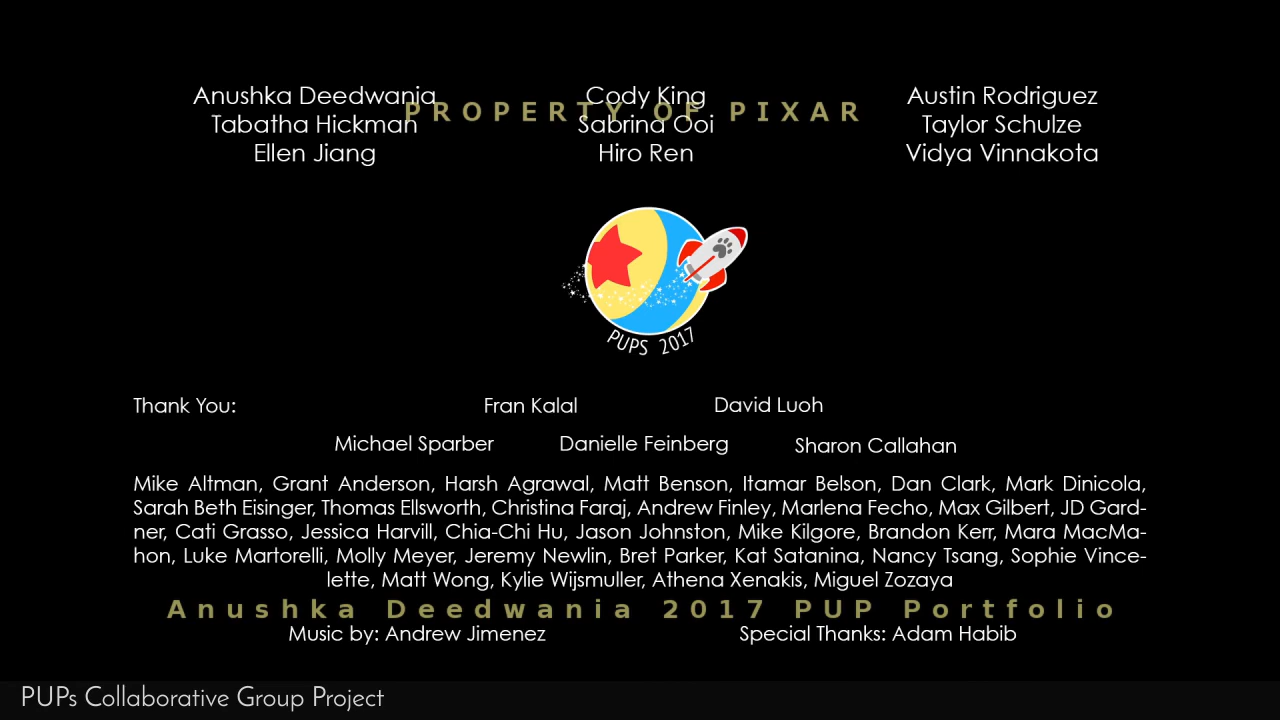 Anushka Deedwania Cody King Austin Rodriguez
PROPERTY OF PIXAR
Tabatha Hickman Sabrina Ooi Taylor Schulze
Ellen Jiang Hiro Ren Vidya Vinnakota
PUPS 2017
Thank You: Fran Kalal David Luoh
Michael Sparber Danielle Feinberg Sharon Callahan
Mike Altman, Grant Anderson, Harsh Agrawal, Matt Benson, Itamar Belson, Dan Clark, Mark Dinicola,
Sarah Beth Eisinger, Thomas Ellsworth, Christina Faraj, Andrew Finley, Marlena Fecho, Max Gilbert, JD Gard-
ner, Cati Grasso, Jessica Harvill, Chia-Chi Hu, Jason Johnston, Mike Kilgore, Brandon Kerr, Mara MacMa-
hon, Luke Martorelli, Molly Meyer, Jeremy Newlin, Bret Parker, Kat Satanina, Nancy Tsang, Sophie Vince-
lette, Matt Wong, Kylie Wijsmuller, Athena Xenakis, Miguel Zozaya
Anushka Deedwania 2017 PUP Portfolio
Music by: Andrew Jimenez Special Thanks: Adam Habib
PUPs Collaborative Group Project